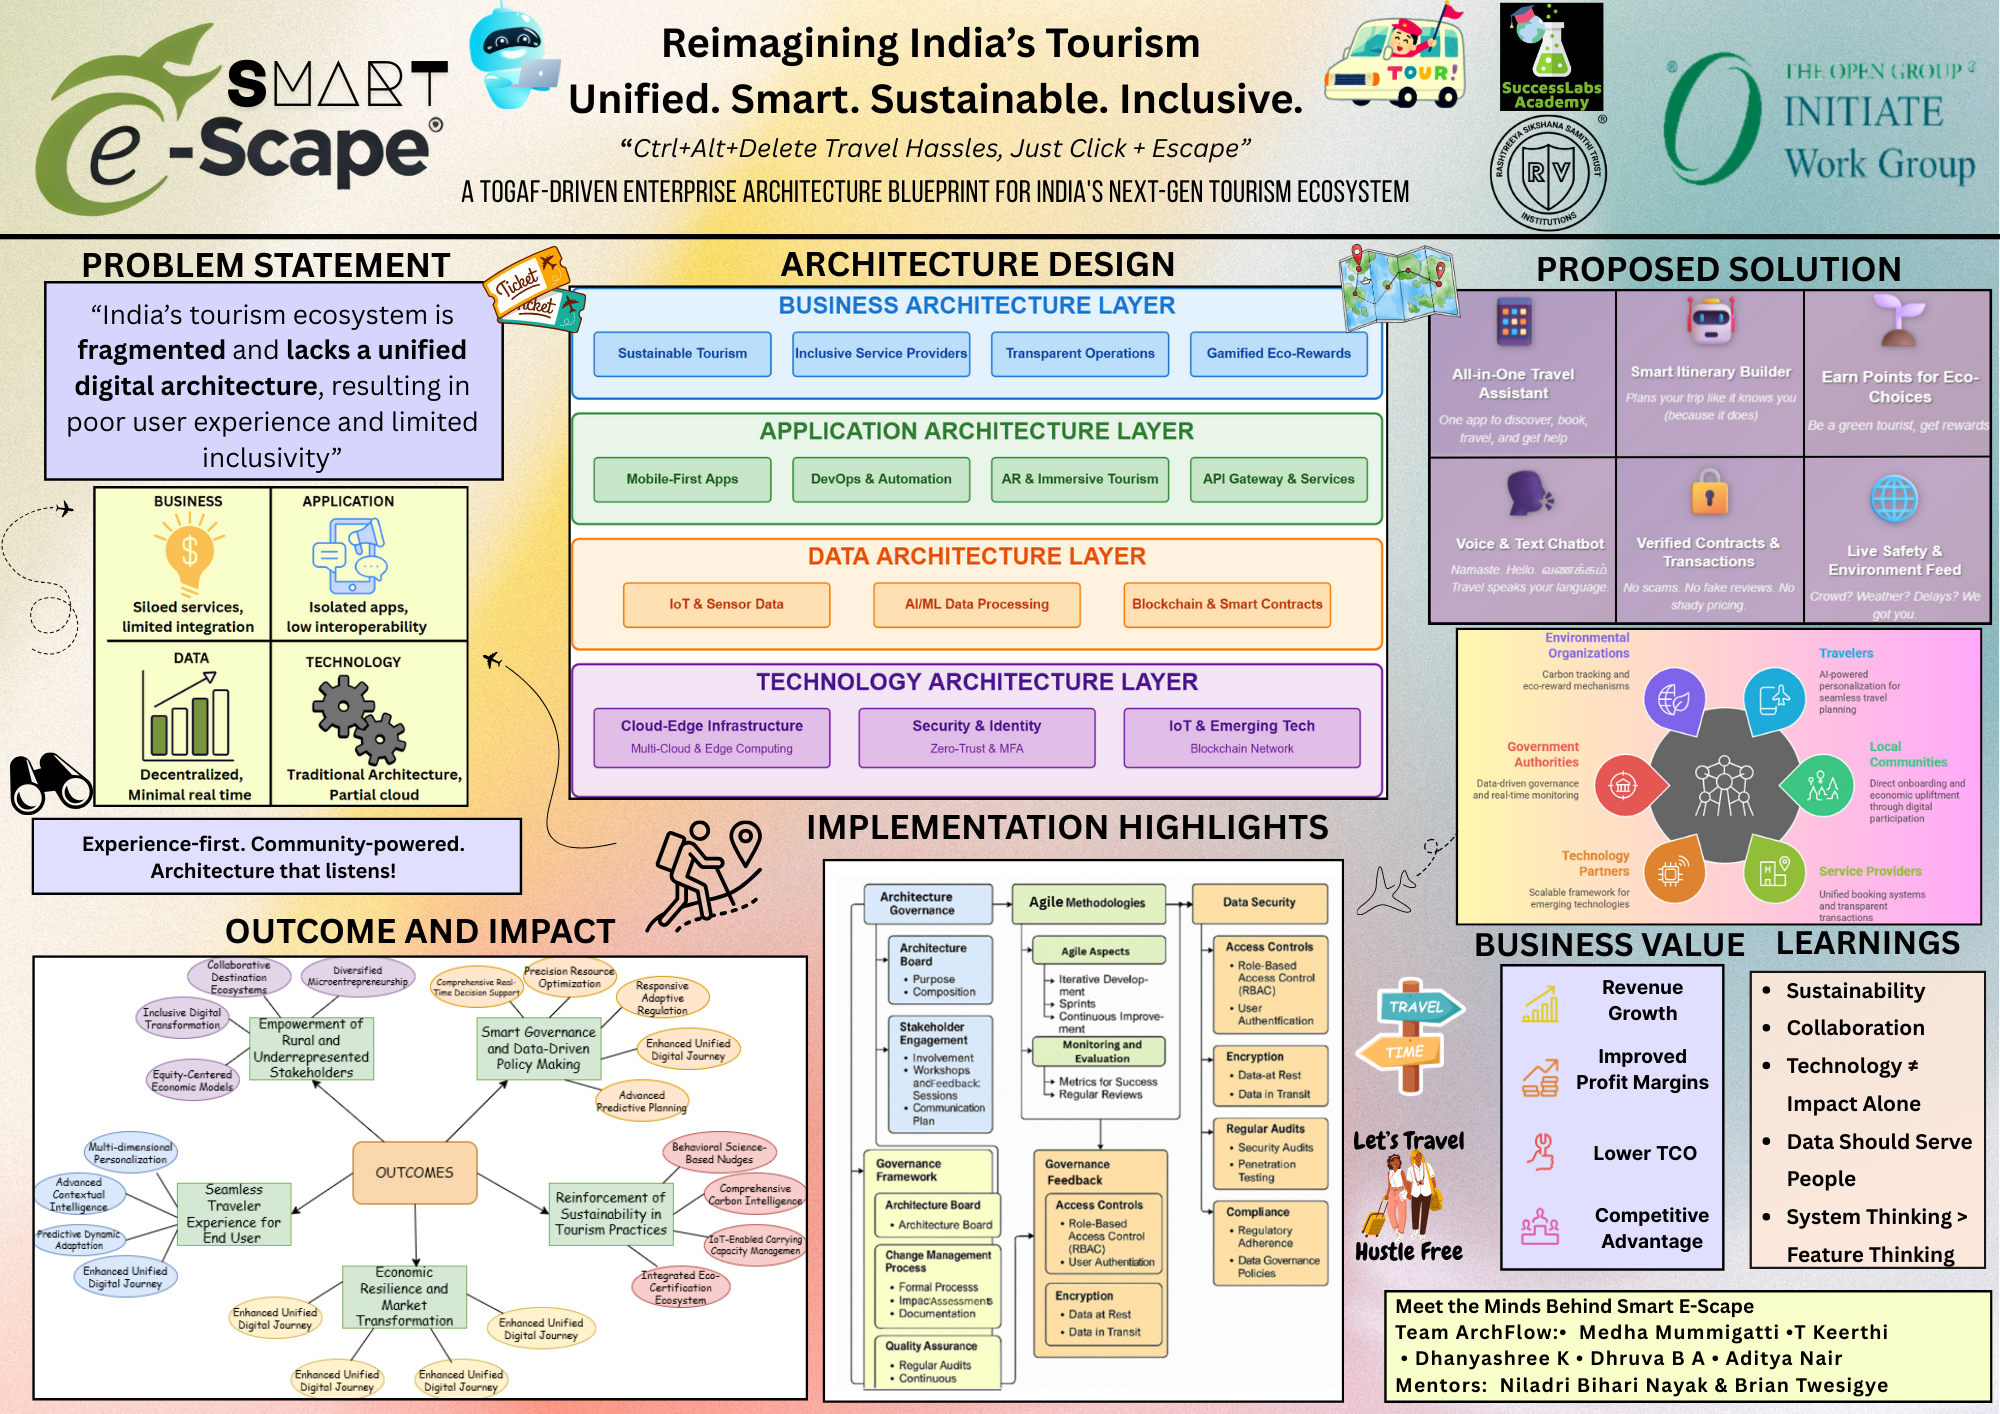 SMART
e-Scape®
Reimagining India's Tourism
Unified. Smart. Sustainable. Inclusive.
“Ctrl+Alt+Delete Travel Hassles, Just Click + Escape”
A TOGAF-DRIVEN ENTERPRISE ARCHITECTURE BLUEPRINT FOR INDIA'S NEXT-GEN TOURISM ECOSYSTEM
TOUR!
SuccessLabs
Academy
RASHTREEYA SIKSHANA SAMITHI TRUST
RV
INSTITUTIONS
®
THE OPEN GROUP
INITIATE
Work Group
PROBLEM STATEMENT
“India’s tourism ecosystem is
fragmented and lacks a unified
digital architecture, resulting in
poor user experience and limited
inclusivity”
Ticket
Ticket
BUSINESS
Siloed services,
limited integration
APPLICATION
Isolated apps,
low interoperability
DATA
Decentralized,
Minimal real time
TECHNOLOGY
Traditional Architecture,
Partial cloud
Experience-first. Community-powered.
Architecture that listens!
ARCHITECTURE DESIGN
BUSINESS ARCHITECTURE LAYER
Sustainable Tourism
Inclusive Service Providers
Transparent Operations
Gamified Eco-Rewards
APPLICATION ARCHITECTURE LAYER
Mobile-First Apps
DevOps & Automation
AR & Immersive Tourism
API Gateway & Services
DATA ARCHITECTURE LAYER
IoT & Sensor Data
AI/ML Data Processing
Blockchain & Smart Contracts
TECHNOLOGY ARCHITECTURE LAYER
Cloud-Edge Infrastructure
Multi-Cloud & Edge Computing
Security & Identity
Zero-Trust & MFA
IoT & Emerging Tech
Blockchain Network
PROPOSED SOLUTION
All-in-One Travel
Assistant
One app to discover, book,
travel, and get help
Smart Itinerary Builder
Plans your trip like it knows you
(because it does)
Earn Points for Eco-
Choices
Be a green tourist, get rewards
Voice & Text Chatbot
Namaste. Hello. வணக்கம்.
Travel speaks your language.
Verified Contracts &
Transactions
No scams. No fake reviews. No
shady pricing.
Live Safety &
Environment Feed
Crowd? Weather? Delays? We
got you.
Environmental
Organizations
Carbon tracking and
eco-reward mechanisms
Travelers
AI-powered
personalization for
seamless travel
planning
Government
Authorities
Data-driven governance
and real-time monitoring
Local
Communities
Direct onboarding and
economic upliftment
through digital
participation
Technology
Partners
Scalable framework for
emerging technologies
Service Providers
Unified booking systems
and transparent
transactions
OUTCOME AND IMPACT
Collaborative
Destination
Ecosystems
Diversified
Microentrepreneurship
Inclusive Digital
Transformation
Equity-Centered
Economic Models
Empowerment of
Rural and
Underrepresented
Stakeholders
Comprehensive Real-
Time Decision Support
Precision Resource
Optimization
Responsive
Adaptive
Regulation
Enhanced Unified
Digital Journey
Advanced
Predictive Planning
Smart Governance
and Data-Driven
Policy Making
OUTCOMES
Multi-dimensional
Personalization
Advanced
Contextual
Intelligence
Predictive Dynamic
Adaptation
Enhanced Unified
Digital Journey
Seamless
Traveler
Experience for
End User
Behavioral Science-
Based Nudges
Comprehensive
Carbon Intelligence
IoT-Enabled Carrying
Capacity Managemen
Integrated Eco-
Certification
Ecosystem
Reinforcement of
Sustainability in
Tourism Practices
Economic
Resilience and
Market
Transformation
Enhanced Unified
Digital Journey
Enhanced Unified
Digital Journey
Enhanced Unified
Digital Journey
Enhanced Unified
Digital Journey
IMPLEMENTATION HIGHLIGHTS
Architecture
Governance
Architecture
Board
• Purpose
• Composition
Stakeholder
Engagement
• Involvement
• Workshops
and Feedback:
Sessions
• Communication
Plan
Governance
Framework
Architecture Board
• Architecture Board
Change Management
Process
• Formal Processs
• Impac'Assessments
• Documentation
Quality Assurance
• Regular Audits
• Continuous
Agile Methodologies
Agile Aspects
Iterative Develop-
ment
Sprints
Continuous Improve-
ment
Monitoring and
Evaluation
Metrics for Success
Regular Reviews
Governance
Feedback
Access Controls
• Role-Based
Access Control
(RBAC)
• User Authentiation
Encryption
• Data at Rest
• Data in Transit
Data Security
Access Controls
• Role-Based
Access Control
(RBAC)
• User
Authentffication
Encryption
• Data-at Rest
• Data in Transit
Regular Audits
• Security Audits
• Penetration
Testing
Compliance
• Regulatory
Adherence
• Data Governance
Policies
TRAVEL
TIME
Let's Travel
Hustle Free
BUSINESS VALUE
Revenue
Growth
Improved
Profit Margins
Lower TCO
Competitive
Advantage
LEARNINGS
• Sustainability
• Collaboration
• Technology ≠
Impact Alone
• Data Should Serve
People
• System Thinking >
Feature Thinking
Meet the Minds Behind Smart E-Scape
Team ArchFlow:• Medha Mummigatti •T Keerthi
• Dhanyashree K • Dhruva B A • Aditya Nair
Mentors: Niladri Bihari Nayak & Brian Twesigye